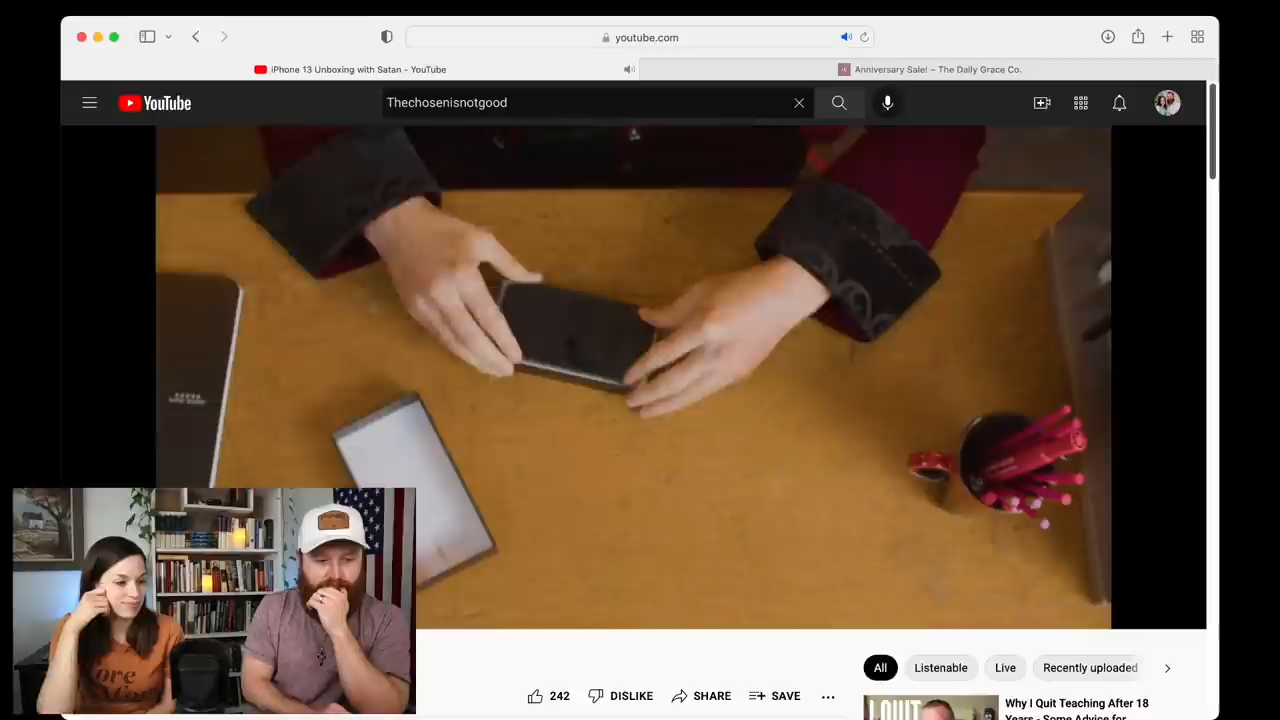 youtube.com
iPhone 13 Unboxing with Satan - YouTube
Anniversary Sale! – The Daily Grace Co.
YouTube
Thechosenisnotgood
242
DISLIKE
SHARE
SAVE
All
Listenable
Live
Recently uploaded
Why I Quit Teaching After 18
Years - Some Advice for